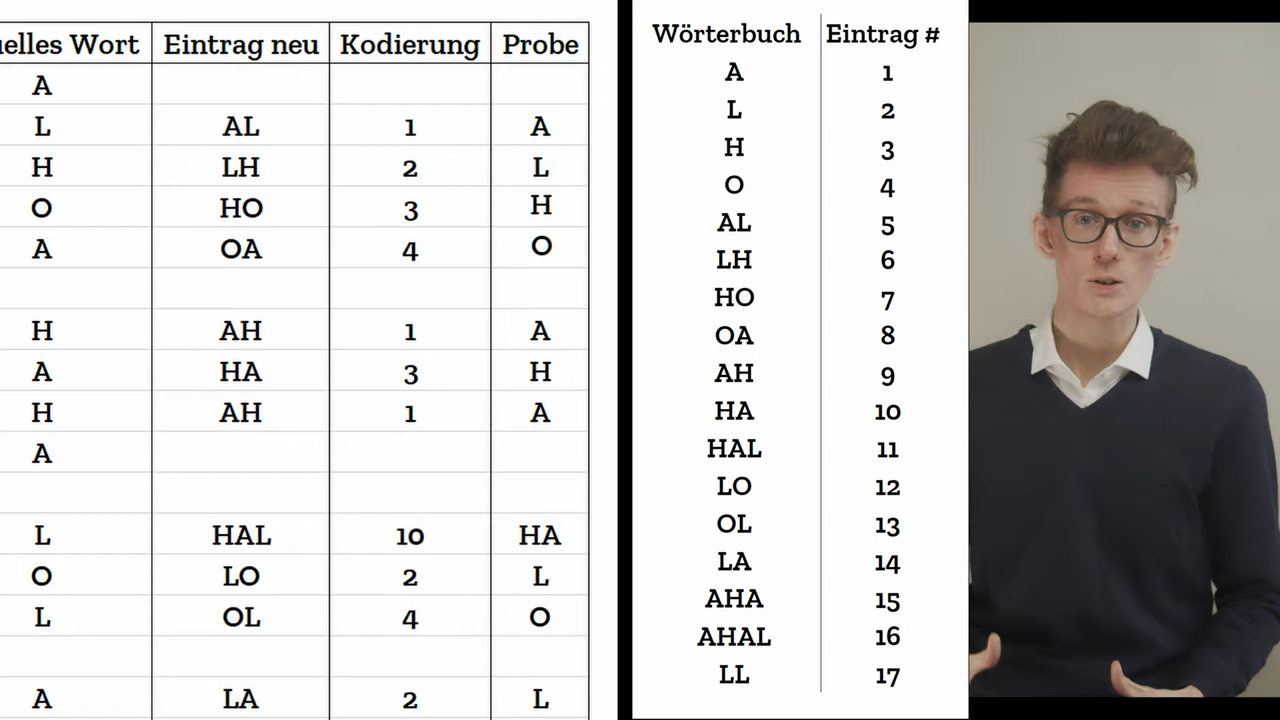 Wort Eintrag neu Kodierung Probe
A
L AL 1 A
H LH 2 L
O HO 3 H
A OA 4 O
H AH 1 A
A HA 3 H
H AH 1 A
A
L HAL 10 HA
O LO 2 L
L OL 4 O
A LA 2 L
Wörterbuch Eintrag #
A 1
L 2
H 3
O 4
AL 5
LH 6
HO 7
OA 8
AH 9
HA 10
HAL 11
LO 12
OL 13
LA 14
AHA 15
AHAL 16
LL 17